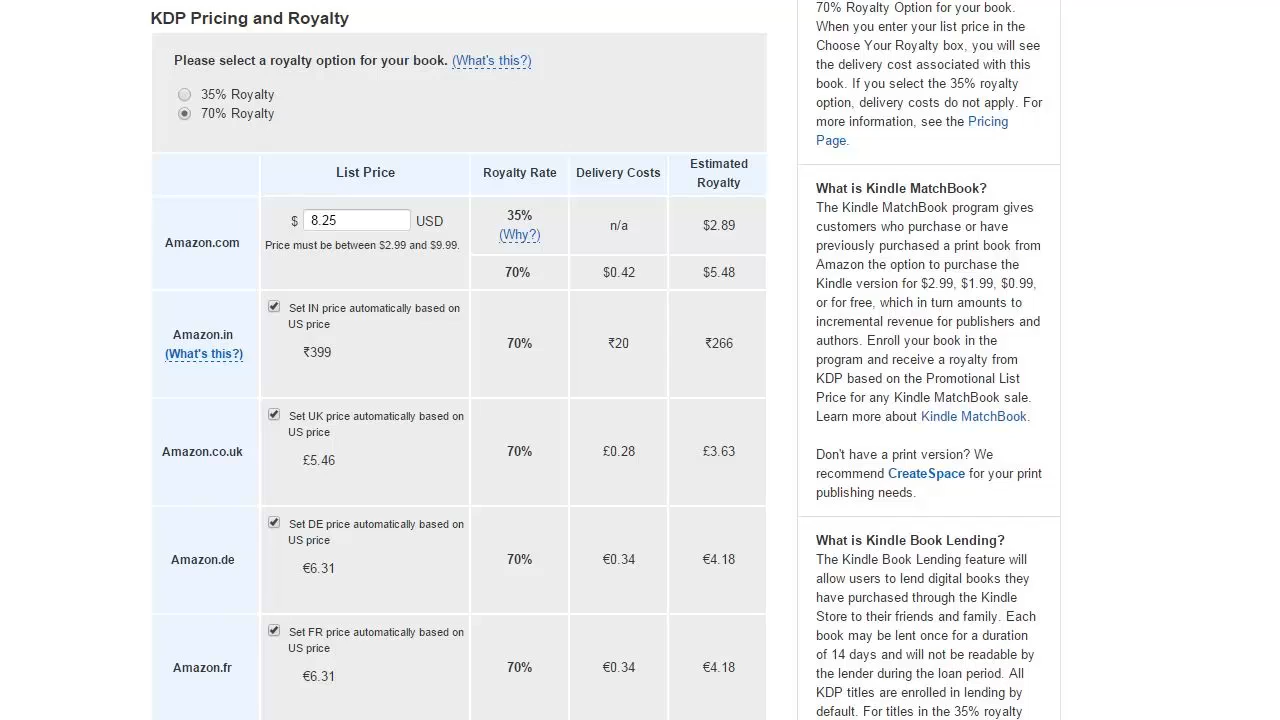 KDP Pricing and Royalty
Please select a royalty option for your book. (What's this?)
35% Royalty
70% Royalty
List Price
Royalty Rate
Delivery Costs
Estimated
Royalty
Amazon.com
$ 8.25 USD
Price must be between $2.99 and $9.99.
35%
(Why?)
n/a
$2.89
70%
$0.42
$5.48
Amazon.in
(What's this?)
Set IN price automatically based on
US price
₹399
70%
₹20
₹266
Amazon.co.uk
Set UK price automatically based on
US price
£5.46
70%
£0.28
£3.63
Amazon.de
Set DE price automatically based on
US price
€6.31
70%
€0.34
€4.18
Amazon.fr
Set FR price automatically based on
US price
€6.31
70%
€0.34
€4.18
70% Royalty Option for your book.
When you enter your list price in the
Choose Your Royalty box, you will see
the delivery cost associated with this
book. If you select the 35% royalty
option, delivery costs do not apply. For
more information, see the Pricing
Page.
What is Kindle MatchBook?
The Kindle MatchBook program gives
customers who purchase or have
previously purchased a print book from
Amazon the option to purchase the
Kindle version for $2.99, $1.99, $0.99,
or for free, which in turn amounts to
incremental revenue for publishers and
authors. Enroll your book in the
program and receive a royalty from
KDP based on the Promotional List
Price for any Kindle MatchBook sale.
Learn more about Kindle MatchBook.
Don't have a print version? We
recommend CreateSpace for your print
publishing needs.
What is Kindle Book Lending?
The Kindle Book Lending feature will
allow users to lend digital books they
have purchased through the Kindle
Store to their friends and family. Each
book may be lent once for a duration
of 14 days and will not be readable by
the lender during the loan period. All
KDP titles are enrolled in lending by
default. For titles in the 35% royalty